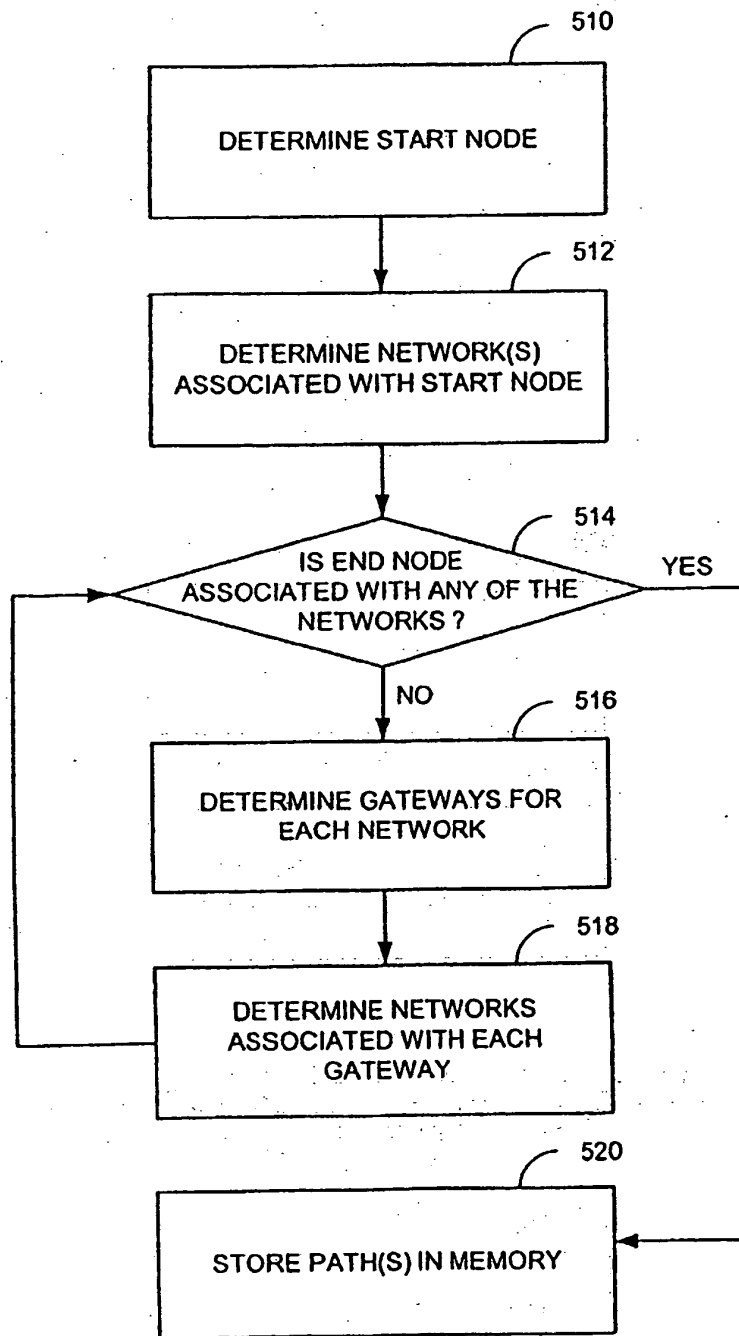 510
DETERMINE START NODE
512
DETERMINE NETWORK(S)
ASSOCIATED WITH START NODE
514
IS END NODE
ASSOCIATED WITH ANY OF THE
NETWORKS ?
YES
NO
516
DETERMINE GATEWAYS FOR
EACH NETWORK
518
DETERMINE NETWORKS
ASSOCIATED WITH EACH
GATEWAY
520
STORE PATH(S) IN MEMORY